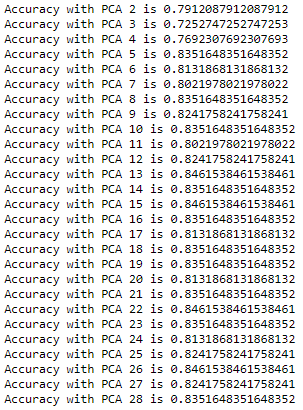 Accuracy with PCA 2 is 0.7912087912087912
Accuracy with PCA 3 is 0.7252747252747253
Accuracy with PCA 4 is 0.7692307692307693
Accuracy with PCA 5 is 0.8351648351648352
Accuracy with PCA 6 is 0.8131868131868132
Accuracy with PCA 7 is 0.8021978021978022
Accuracy with PCA 8 is 0.8351648351648352
Accuracy with PCA 9 is 0.8241758241758241
Accuracy with PCA 10 is 0.8351648351648352
Accuracy with PCA 11 is 0.8021978021978022
Accuracy with PCA 12 is 0.8241758241758241
Accuracy with PCA 13 is 0.8461538461538461
Accuracy with PCA 14 is 0.8351648351648352
Accuracy with PCA 15 is 0.8461538461538461
Accuracy with PCA 16 is 0.8351648351648352
Accuracy with PCA 17 is 0.8131868131868132
Accuracy with PCA 18 is 0.8351648351648352
Accuracy with PCA 19 is 0.8351648351648352
Accuracy with PCA 20 is 0.8131868131868132
Accuracy with PCA 21 is 0.8351648351648352
Accuracy with PCA 22 is 0.8461538461538461
Accuracy with PCA 23 is 0.8351648351648352
Accuracy with PCA 24 is 0.8131868131868132
Accuracy with PCA 25 is 0.8241758241758241
Accuracy with PCA 26 is 0.8461538461538461
Accuracy with PCA 27 is 0.8241758241758241
Accuracy with PCA 28 is 0.8351648351648352